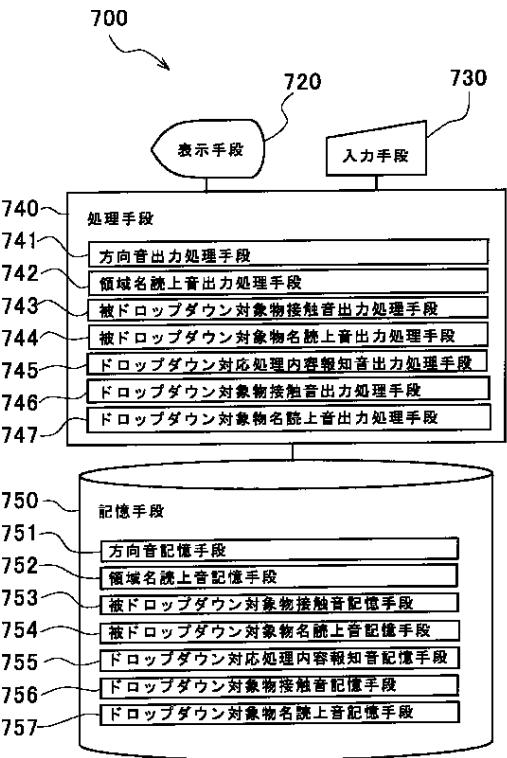 700
720
730
表示手段
入力手段
740
処理手段
741
方向音出力処理手段
742
領域名読上音出力処理手段
743
被ドロップダウン対象物接触音出力処理手段
744
被ドロップダウン対象物名読上音出力処理手段
745
ドロップダウン対応処理内容報知音出力処理手段
746
ドロップダウン対象物接触音出力処理手段
747
ドロップダウン対象物名読上音出力処理手段
750
記憶手段
751
方向音記憶手段
752
領域名読上音記憶手段
753
被ドロップダウン対象物接触音記憶手段
754
被ドロップダウン対象物名読上音記憶手段
755
ドロップダウン対応処理内容報知音記憶手段
756
ドロップダウン対象物接触音記憶手段
757
ドロップダウン対象物名読上音記憶手段